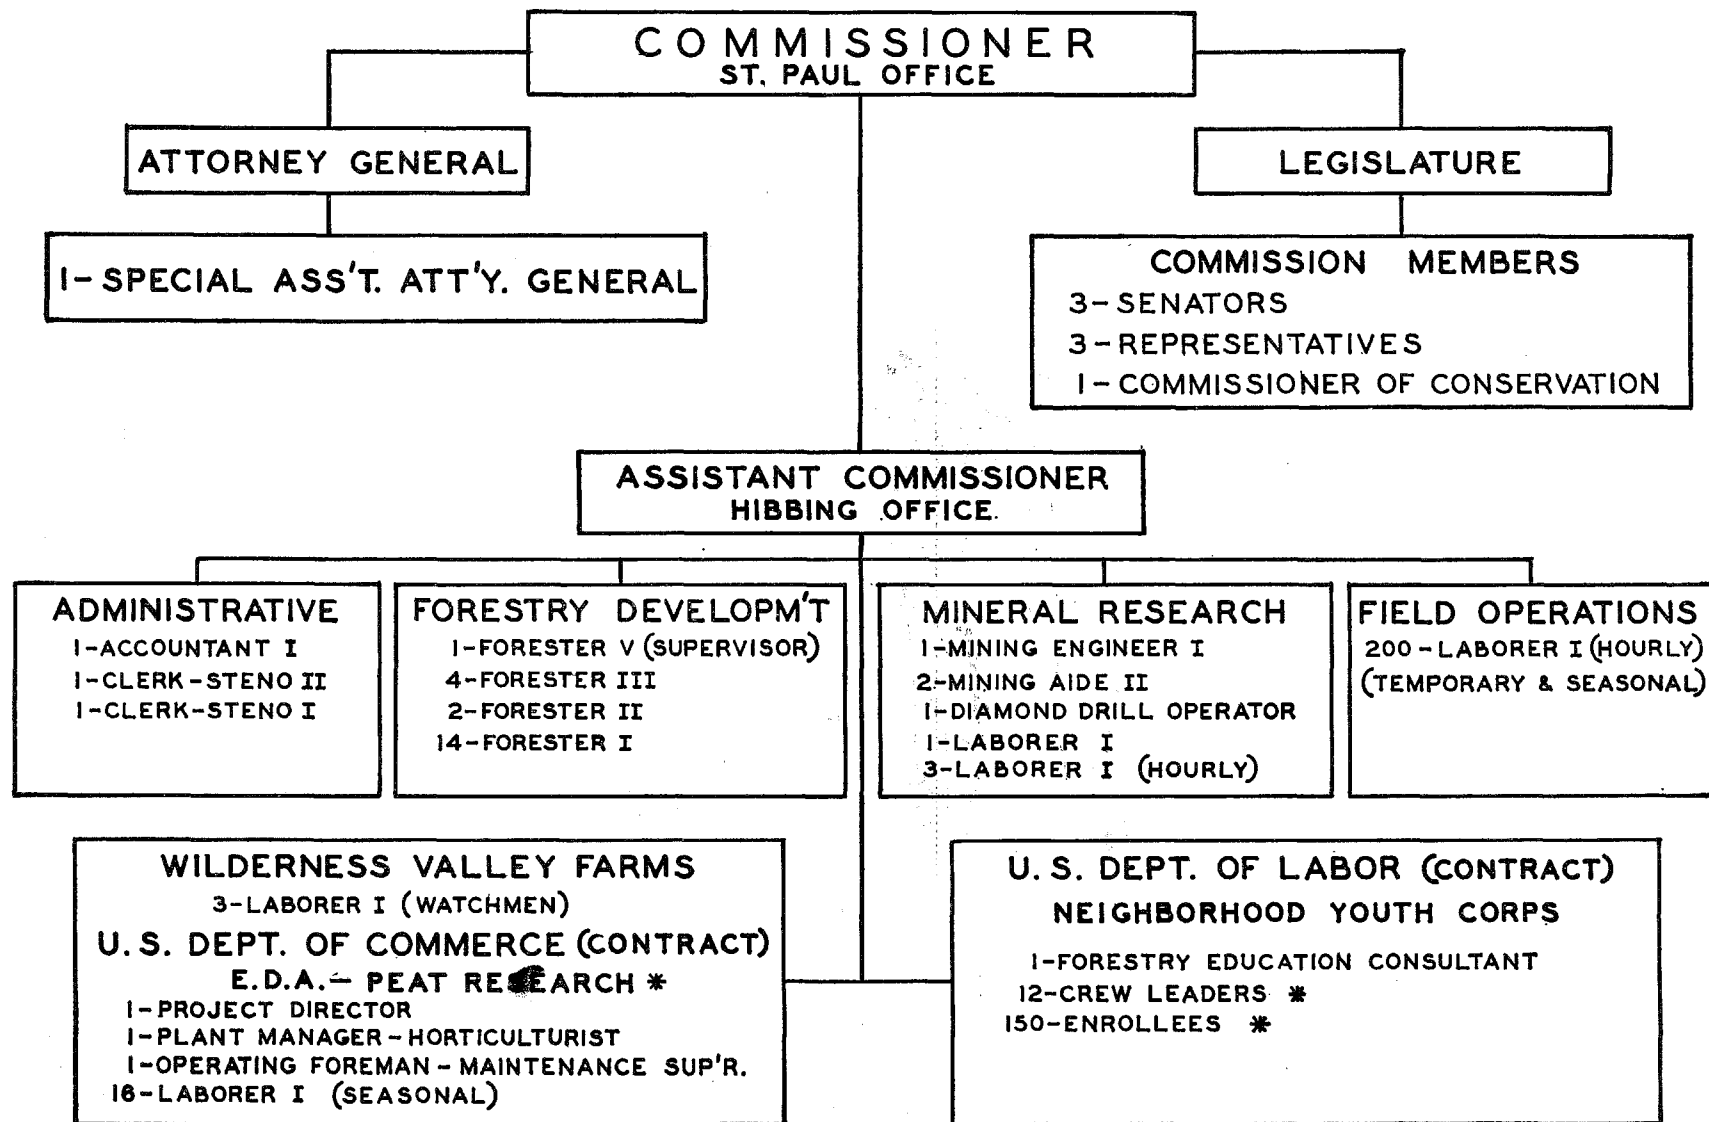 COMMISSIONER
ST. PAUL OFFICE
ATTORNEY GENERAL
LEGISLATURE
1-SPECIAL ASS'T. ATT'Y. GENERAL
COMMISSION MEMBERS
3-SENATORS
3-REPRESENTATIVES
1-COMMISSIONER OF CONSERVATION
ASSISTANT COMMISSIONER
HIBBING OFFICE
ADMINISTRATIVE
1-ACCOUNTANT I
1-CLERK-STENO II
1-CLERK-STENO I
FORESTRY DEVELOPM'T
1-FORESTER V (SUPERVISOR)
4-FORESTER III
2-FORESTER II
14-FORESTER I
MINERAL RESEARCH
1-MINING ENGINEER I
2-MINING AIDE II
1-DIAMOND DRILL OPERATOR
1-LABORER I
3-LABORER I (HOURLY)
FIELD OPERATIONS
200-LABORER I (HOURLY)
(TEMPORARY & SEASONAL)
WILDERNESS VALLEY FARMS
3-LABORER I (WATCHMEN)
U.S. DEPT. OF COMMERCE (CONTRACT)
E.D.A.- PEAT RESEARCH *
1-PROJECT DIRECTOR
1-PLANT MANAGER-HORTICULTURIST
1-OPERATING FOREMAN-MAINTENANCE SUP'R.
16-LABORER I (SEASONAL)
U.S. DEPT. OF LABOR (CONTRACT)
NEIGHBORHOOD YOUTH CORPS
1-FORESTRY EDUCATION CONSULTANT
12-CREW LEADERS *
150-ENROLLEES *